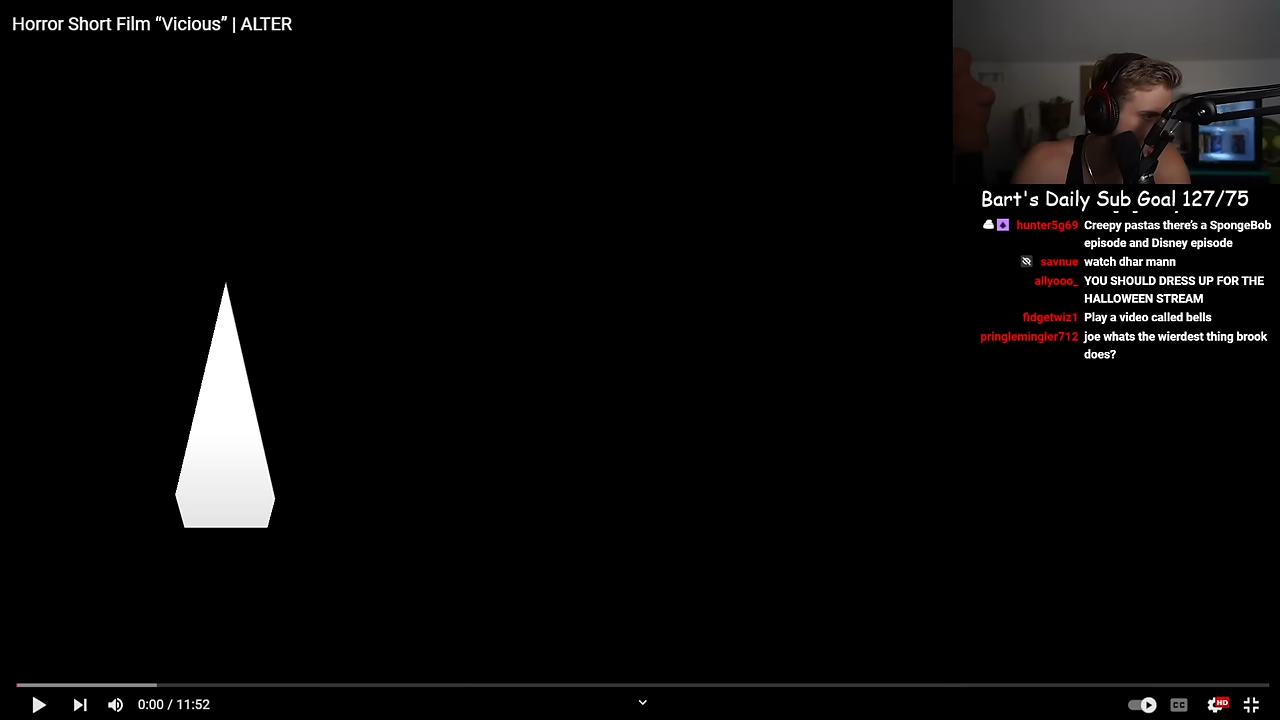 Horror Short Film “Vicious” | ALTER
Bart's Daily Sub Goal 127/75
hunter5g69 Creepy pastas there's a SpongeBob
episode and Disney episode
savnue watch dhar mann
allyooo_ YOU SHOULD DRESS UP FOR THE
HALLOWEEN STREAM
fidgetwiz1 Play a video called bells
pringlemingler712 joe whats the wierdest thing brook
does?
0:00 / 11:52
CC
HD